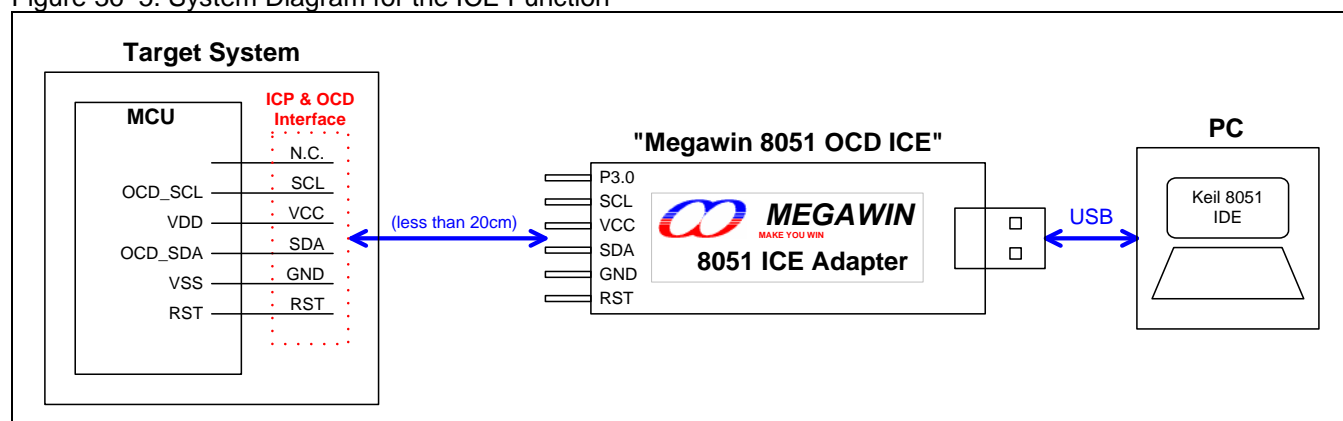 Figure 36–3. System Diagram for the ICE Function
Target System
MCU
ICP & OCD
Interface
N.C.
OCD_SCL
SCL
VDD
VCC
OCD_SDA
SDA
VSS
GND
RST
RST
(less than 20cm)
"Megawin 8051 OCD ICE"
P3.0
SCL
VCC
SDA
GND
RST
MEGAWIN
MAKE YOU WIN
8051 ICE Adapter
USB
PC
Keil 8051
IDE